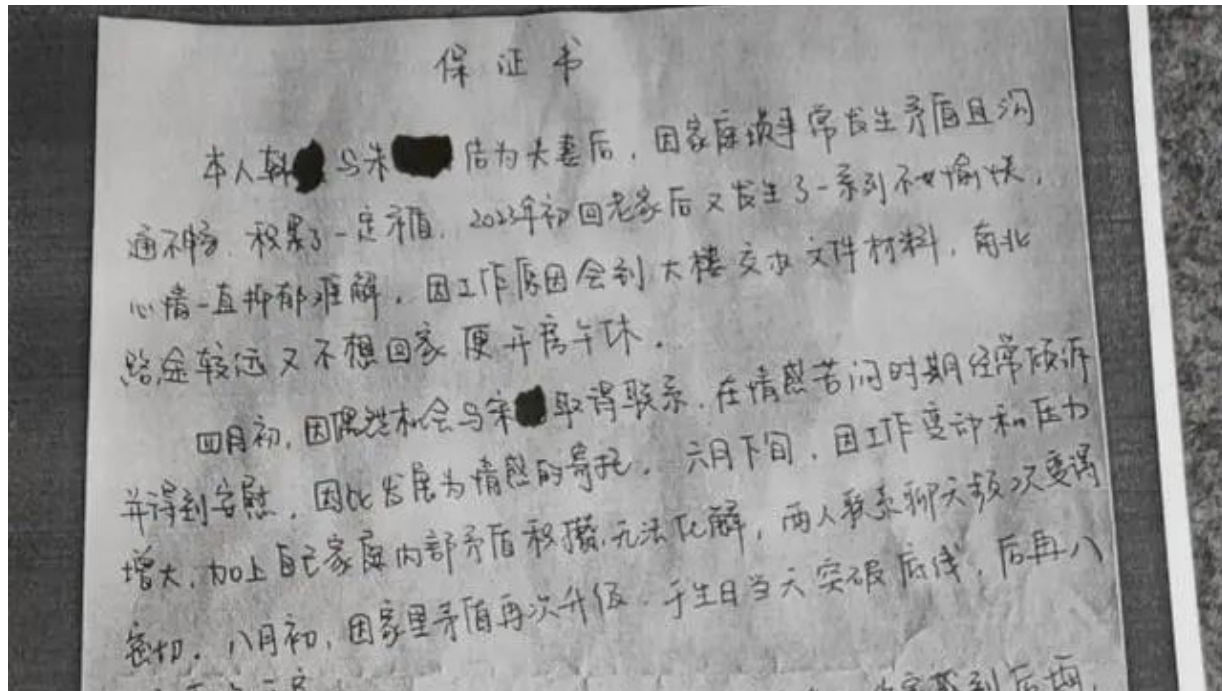 保证书
本人韩 与朱 结为夫妻后，因家庭琐事常发生矛盾且沟
通不畅，积累了一定矛盾，2023年初回老家后又发生了一系列不愉快，
心情一直抑郁难解，因工作原因会到大楼交办文件材料，南北
路途较远又不想回家便开房午休。
四月初，因偶然机会与宋 取得联系，在情感苦闷时期经常倾诉
并得到安慰，因此发展为情感的寄托，六月下旬，因工作变动和压力
增大，加上自己家庭内部矛盾积攒，无法化解，两人联系聊天频次变得
密切，八月初，因家里矛盾再次升级，于生日当天突破底线，后再八
到后面，